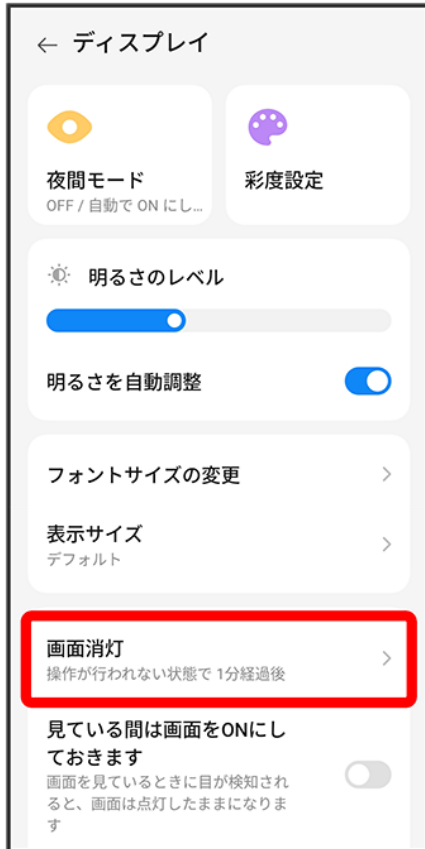 ← ディスプレイ
夜間モード
OFF / 自動で ON にし...
彩度設定
明るさのレベル
明るさを自動調整
フォントサイズの変更
表示サイズ
デフォルト
画面消灯
操作が行われない状態で 1分経過後
見ている間は画面をONにし
ておきます
画面を見ているときに目が検知され
ると、画面は点灯したままになりま
す